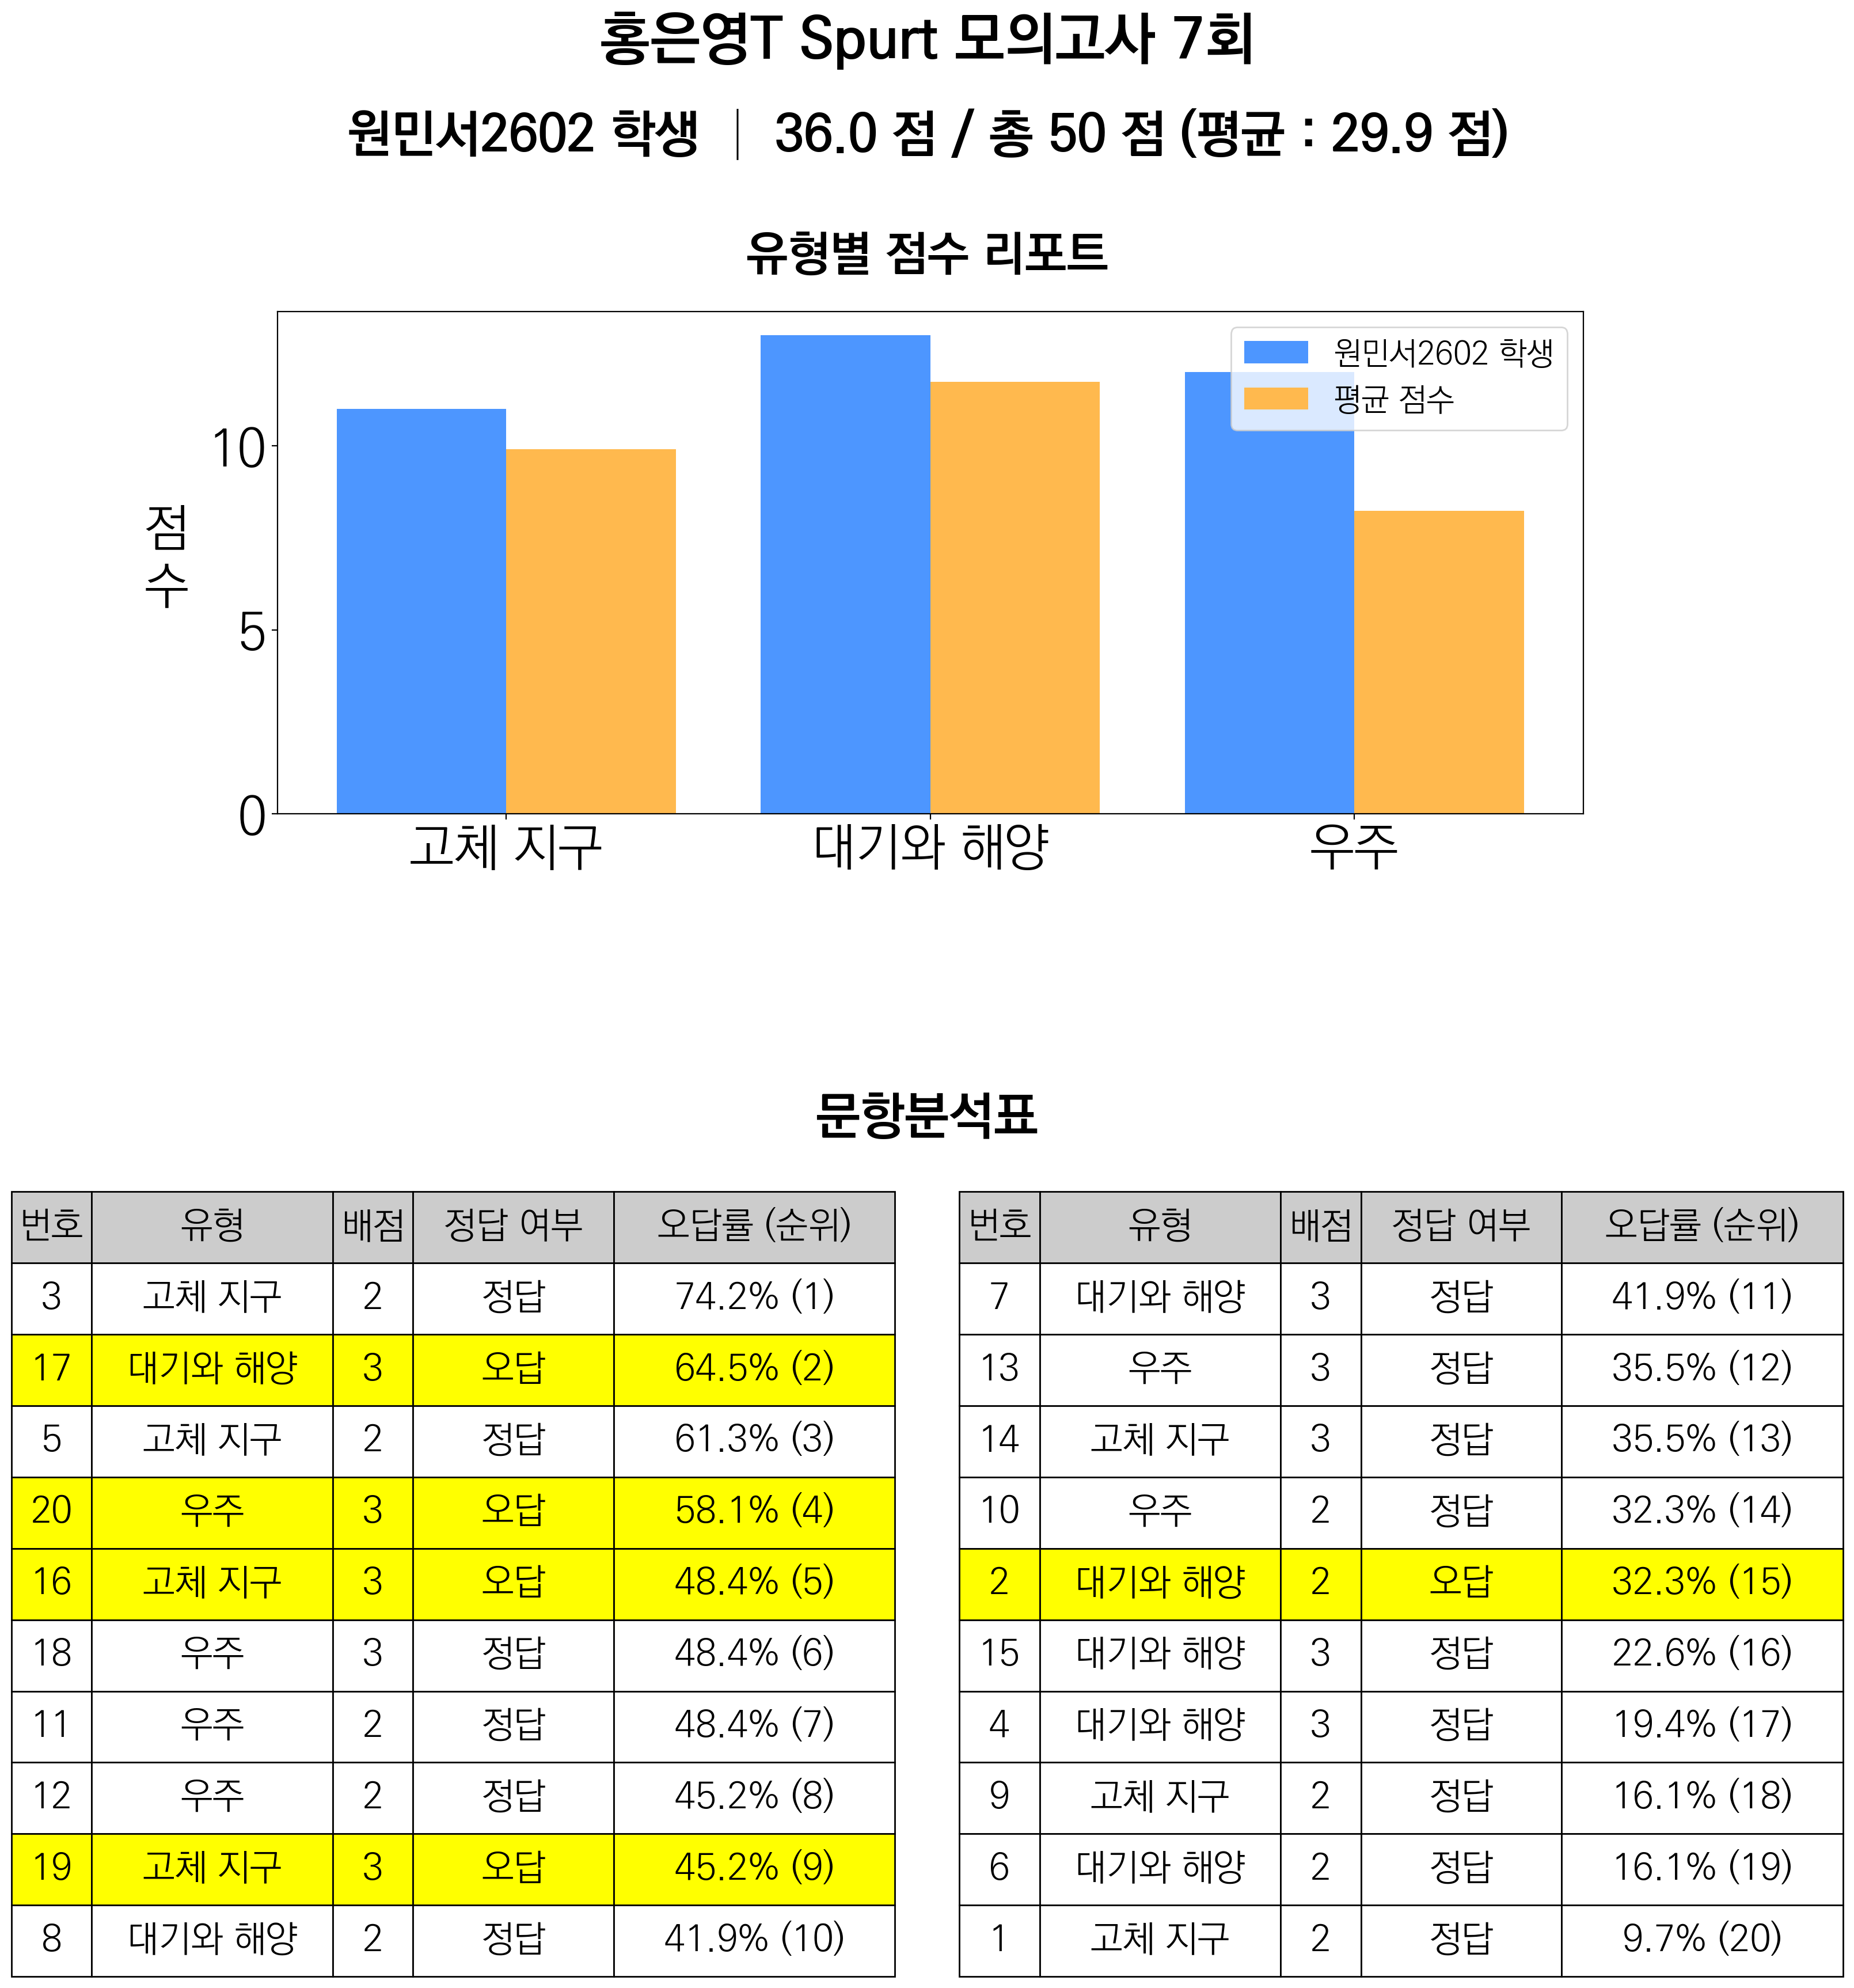 홍은영T Spurt 모의고사 7회
원민서2602 학생 │ 36.0 점 / 총 50 점 (평균 : 29.9 점)
유형별 점수 리포트
원민서2602 학생
평균 점수
점
수
10
5
0
고체 지구 대기와 해양 우주
문항분석표
번호 유형 배점 정답 여부 오답률 (순위)
3 고체 지구 2 정답 74.2% (1)
17 대기와 해양 3 오답 64.5% (2)
5 고체 지구 2 정답 61.3% (3)
20 우주 3 오답 58.1% (4)
16 고체 지구 3 오답 48.4% (5)
18 우주 3 정답 48.4% (6)
11 우주 2 정답 48.4% (7)
12 우주 2 정답 45.2% (8)
19 고체 지구 3 오답 45.2% (9)
8 대기와 해양 2 정답 41.9% (10)
번호 유형 배점 정답 여부 오답률 (순위)
7 대기와 해양 3 정답 41.9% (11)
13 우주 3 정답 35.5% (12)
14 고체 지구 3 정답 35.5% (13)
10 우주 2 정답 32.3% (14)
2 대기와 해양 2 오답 32.3% (15)
15 대기와 해양 3 정답 22.6% (16)
4 대기와 해양 3 정답 19.4% (17)
9 고체 지구 2 정답 16.1% (18)
6 대기와 해양 2 정답 16.1% (19)
1 고체 지구 2 정답 9.7% (20)